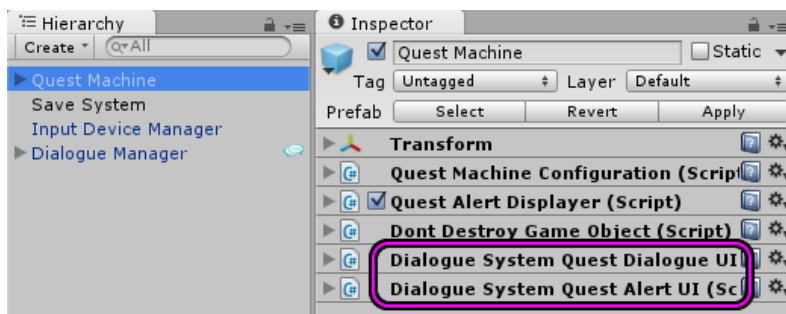 Hierarchy
Create
All
Quest Machine
Save System
Input Device Manager
Dialogue Manager
Inspector
Quest Machine
Static
Tag Untagged Layer Default
Prefab Select Revert Apply
Transform
Quest Machine Configuration (Script
Quest Alert Displayer (Script)
Dont Destroy Game Object (Script)
Dialogue System Quest Dialogue UI
Dialogue System Quest Alert UI (Sc